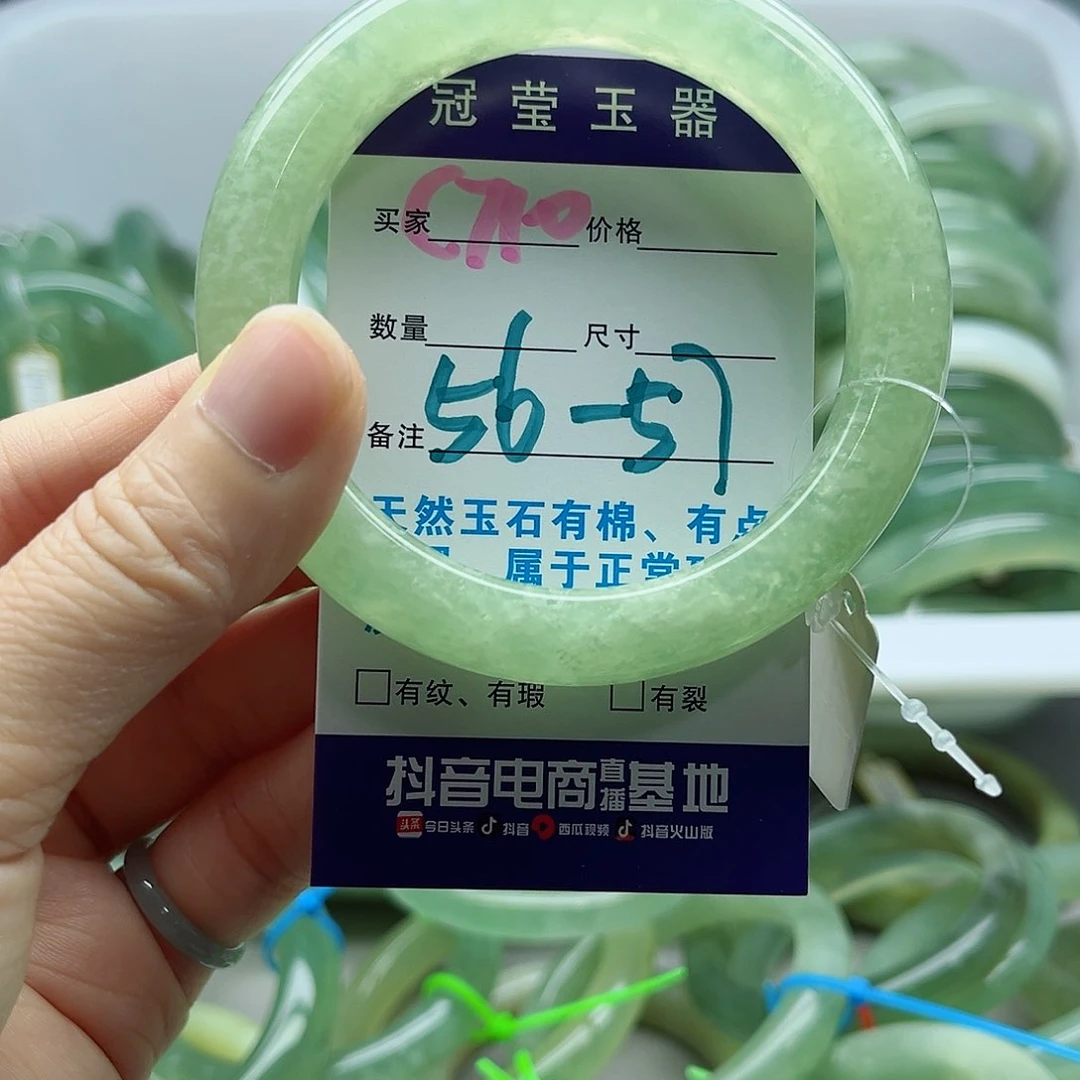 冠莹玉器
买家 C710 价格
数量 尺寸
56-57
备注
天然玉石有棉、有点
属于正常
有纹、有瑕 有裂
抖音电商直播基地
头条 今日头条 抖音 西瓜视频 抖音火山版